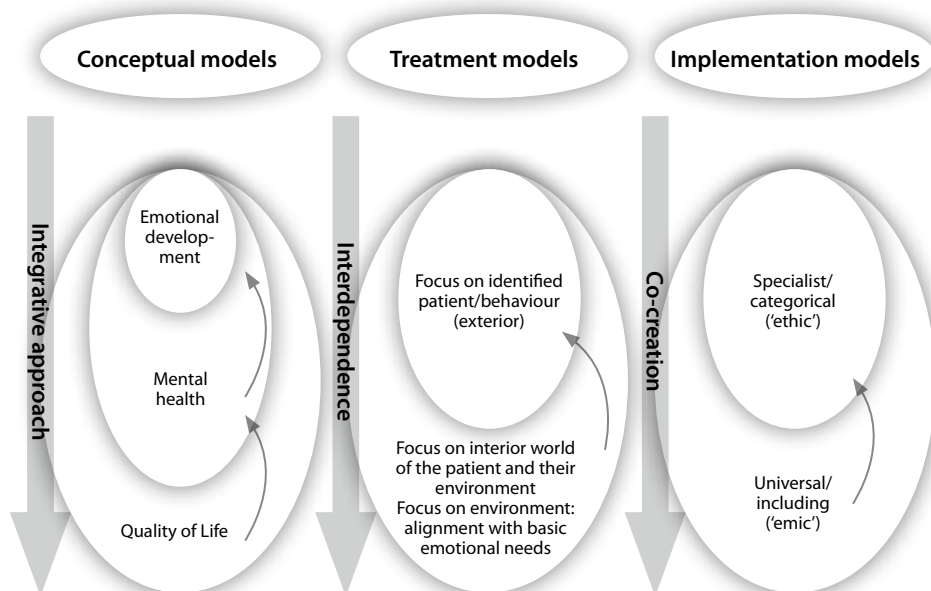 Conceptual models
Treatment models
Implementation models
Integrative approach
Emotional
develop-
ment
Mental
health
Quality of Life
Interdependence
Focus on identified
patient/behaviour
(exterior)
Focus on interior world
of the patient and their
environment
Focus on environment:
alignment with basic
emotional needs
Co-creation
Specialist/
categorical
(‘ethic’)
Universal/
including
(‘emic’)